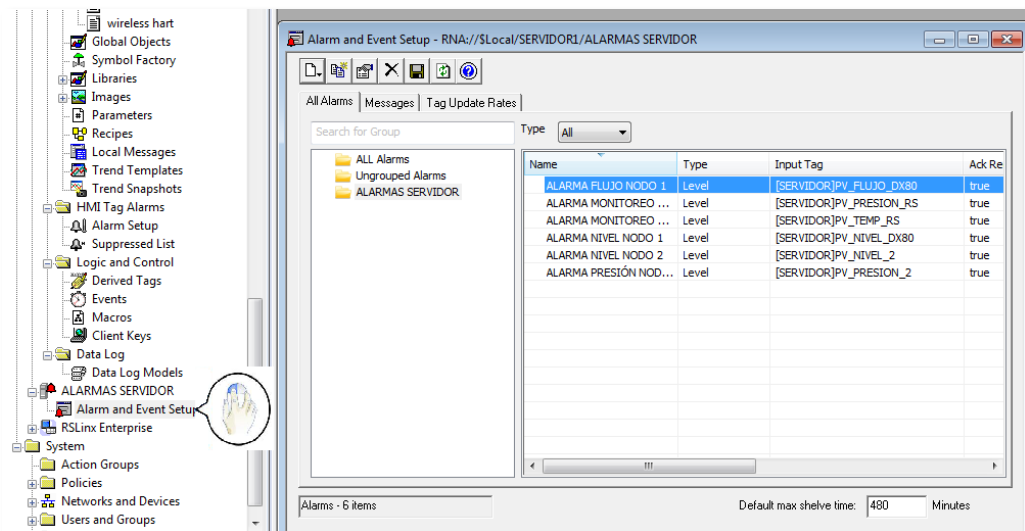 wireless hart
Global Objects
Symbol Factory
Libraries
Images
Parameters
Recipes
Local Messages
Trend Templates
Trend Snapshots
HMI Tag Alarms
Alarm Setup
Suppressed List
Logic and Control
Derived Tags
Events
Macros
Client Keys
Data Log
Data Log Models
ALARMAS SERVIDOR
Alarm and Event Setup
RSLinx Enterprise
System
Action Groups
Policies
Networks and Devices
Users and Groups
Alarm and Event Setup - RNA://$Local/SERVIDOR1/ALARMAS SERVIDOR
All Alarms Messages Tag Update Rates
Search for Group Type All
ALL Alarms
Ungrouped Alarms
ALARMAS SERVIDOR
Name Type Input Tag Ack Re
ALARMA FLUJO NODO 1 Level [SERVIDOR]PV_FLUJO_DX80 true
ALARMA MONITOREO ... Level [SERVIDOR]PV_PRESION_RS true
ALARMA MONITOREO ... Level [SERVIDOR]PV_TEMP_RS true
ALARMA NIVEL NODO 1 Level [SERVIDOR]PV_NIVEL_DX80 true
ALARMA NIVEL NODO 2 Level [SERVIDOR]PV_NIVEL_2 true
ALARMA PRESIÓN NOD... Level [SERVIDOR]PV_PRESION_2 true
Alarms - 6 items Default max shelve time: 480 Minutes